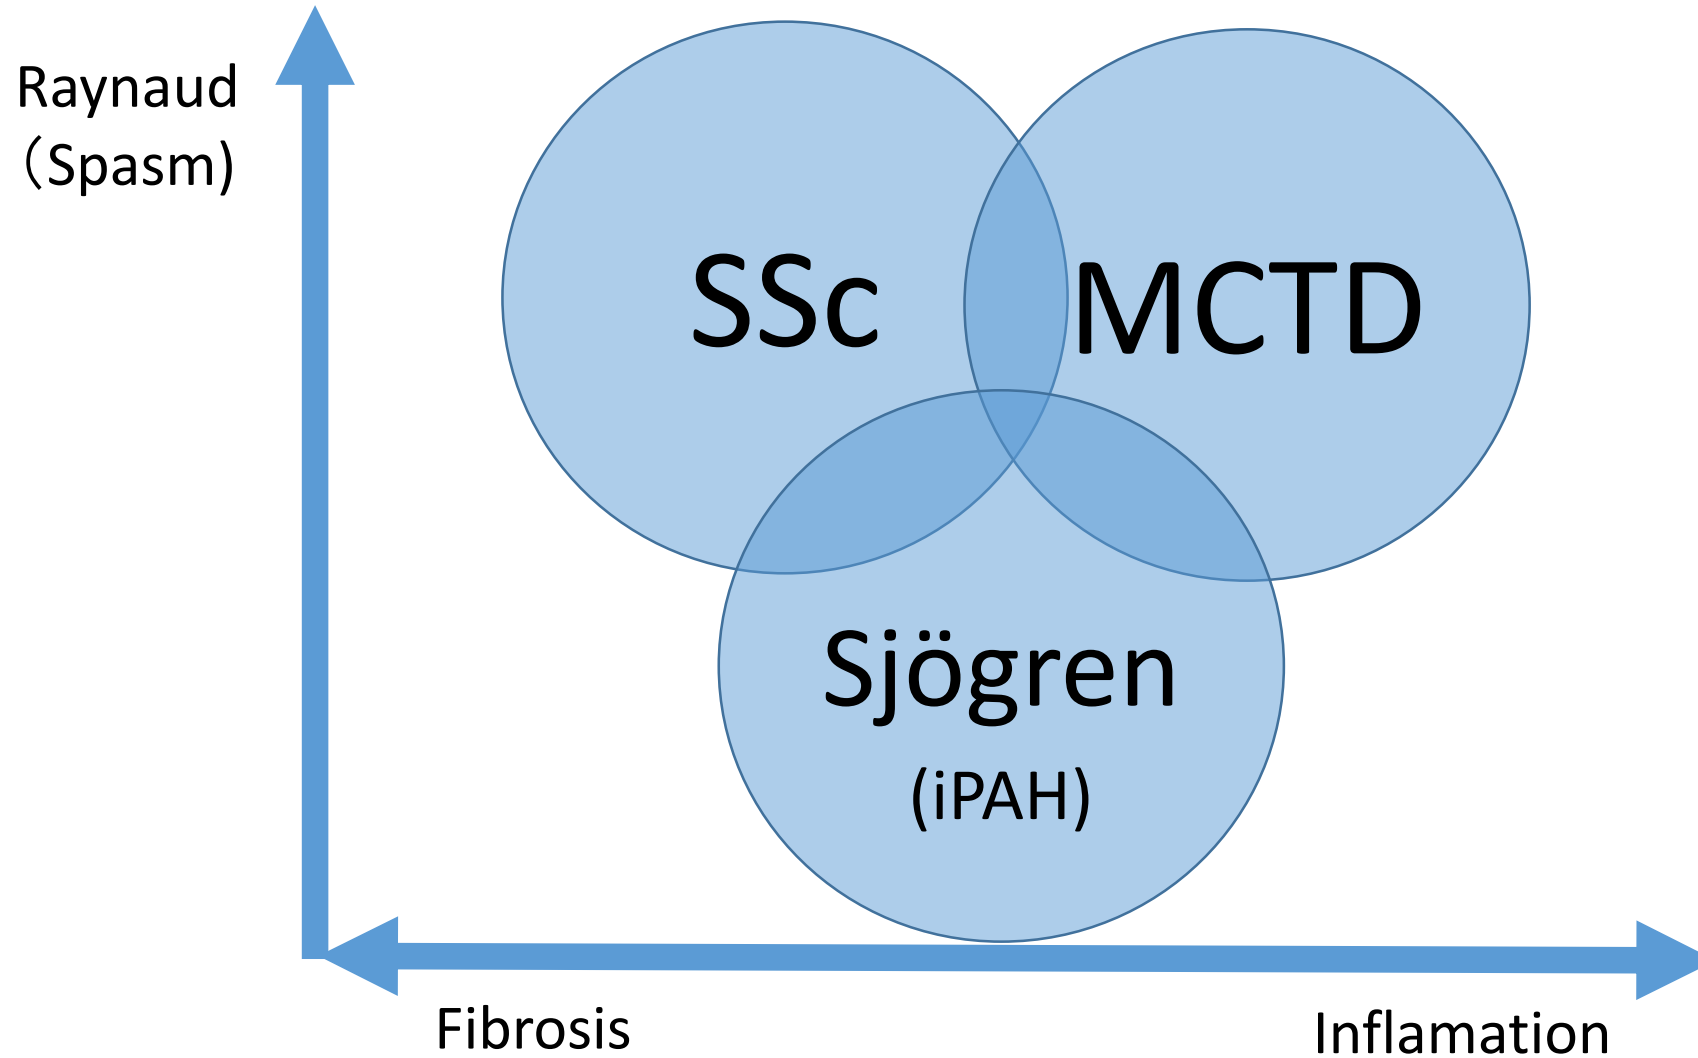 Raynaud
（Spasm)
SSc
MCTD
Sjögren
(iPAH)
Fibrosis
Inflamation